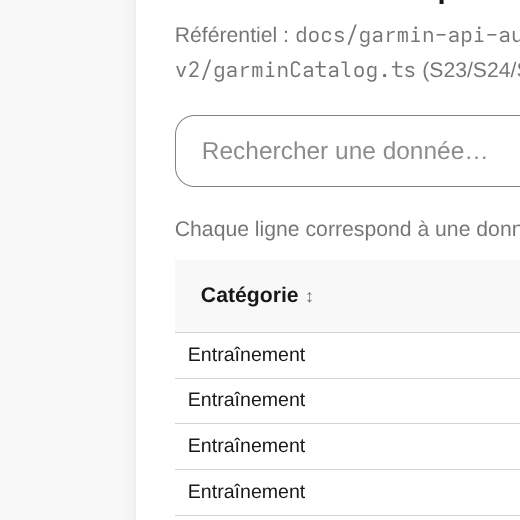 Référentiel : docs/garmin-api-au
v2/garminCatalog.ts (S23/S24/S
Rechercher une donnée…
Chaque ligne correspond à une donn
Catégorie ↕
Entraînement
Entraînement
Entraînement
Entraînement